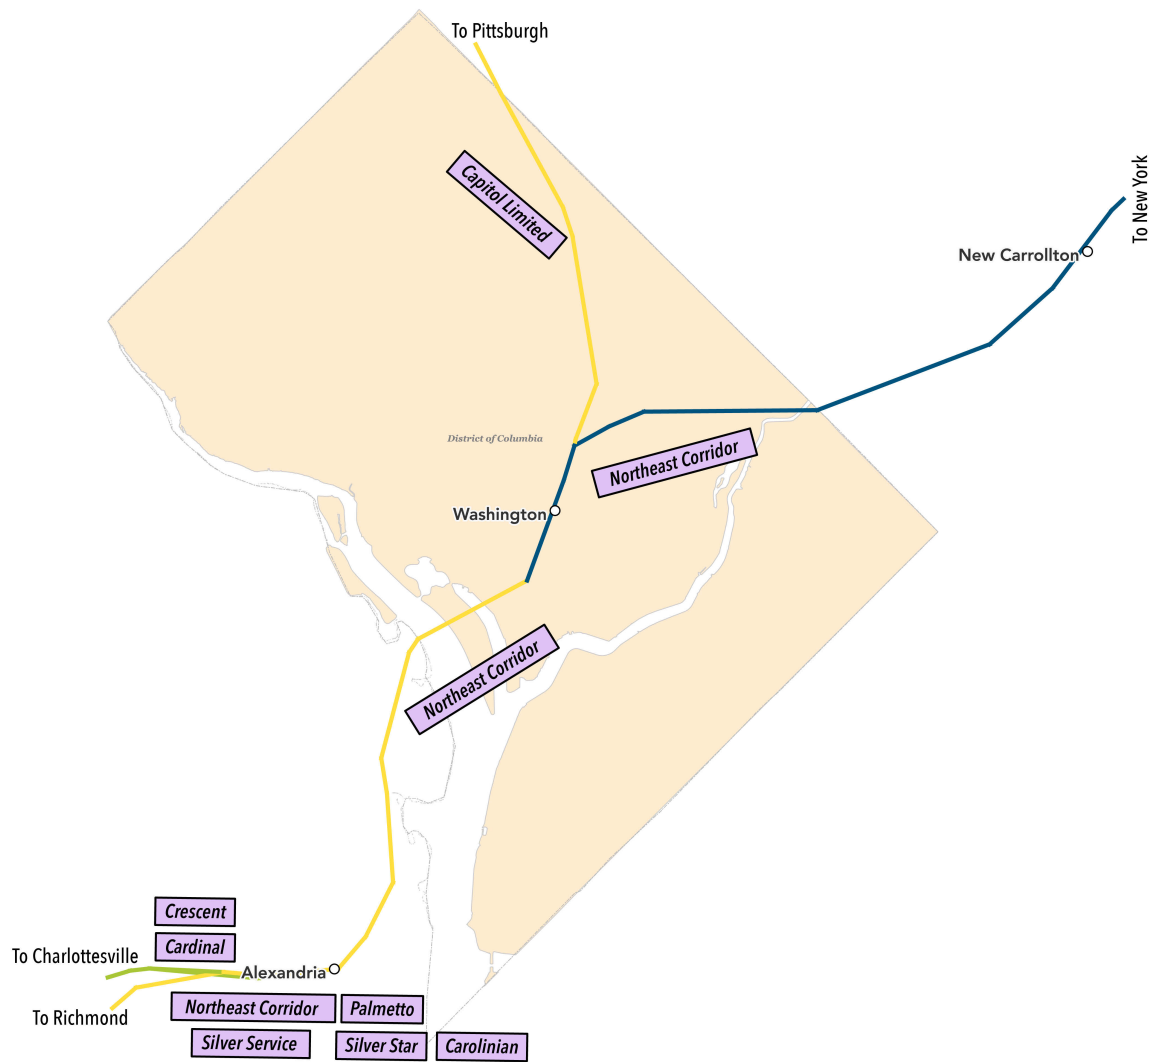 To Pittsburgh
Capitol Limited
To New York
New Carrollton
District of Columbia
Northeast Corridor
Washington
Northeast Corridor
Crescent
Cardinal
To Charlottesville
Alexandria
To Richmond
Northeast Corridor
Palmetto
Silver Service
Silver Star
Carolinian